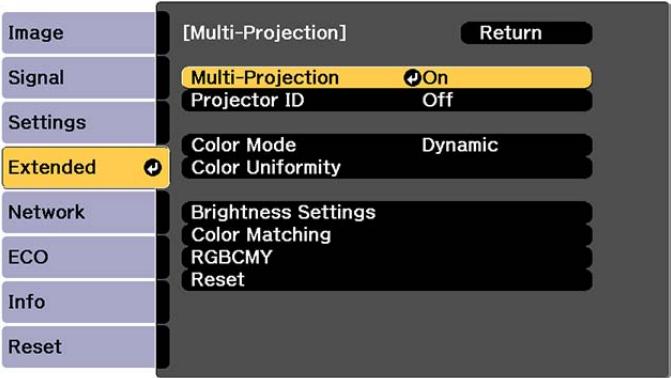 Image
Signal
Settings
Extended
Network
ECO
Info
Reset
[Multi-Projection] Return
Multi-Projection On
Projector ID Off
Color Mode Dynamic
Color Uniformity
Brightness Settings
Color Matching
RGBCMY
Reset